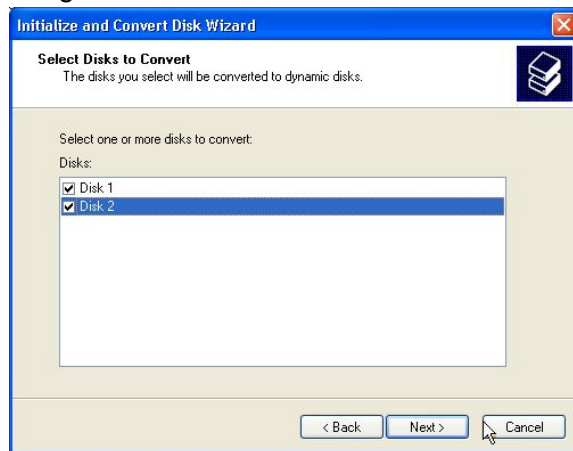 Initialize and Convert Disk Wizard
Select Disks to Convert
The disks you select will be converted to dynamic disks.
Select one or more disks to convert:
Disks:
Disk 1
Disk 2
< Back
Next >
Cancel